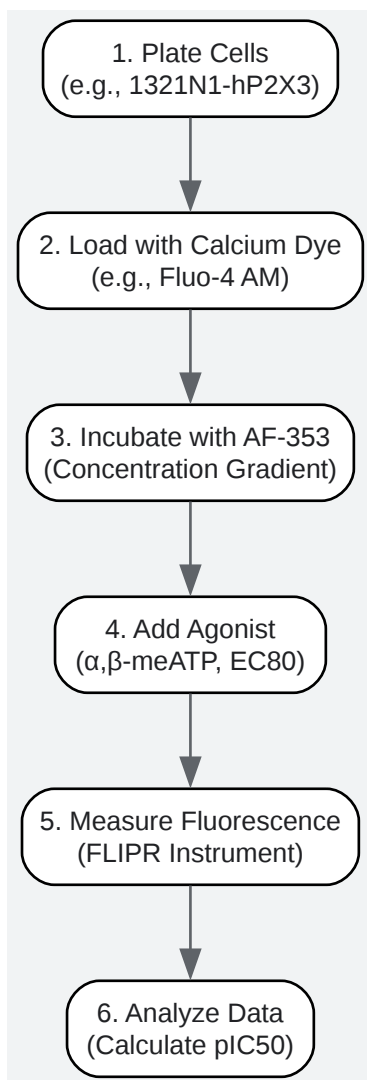 1. Plate Cells
(e.g., 1321N1-hP2X3)
2. Load with Calcium Dye
(e.g., Fluo-4 AM)
3. Incubate with AF-353
(Concentration Gradient)
4. Add Agonist
(α,β-meATP, EC80)
5. Measure Fluorescence
(FLIPR Instrument)
6. Analyze Data
(Calculate pIC50)